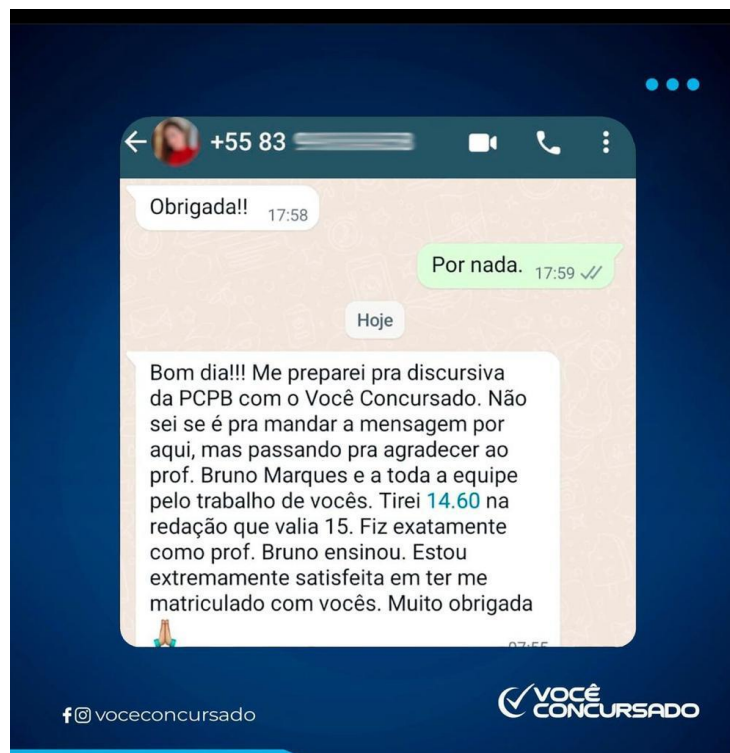 +55 83
Obrigada!! 17:58
Por nada. 17:59
Hoje
Bom dia!!! Me preparei pra discursiva
da PCPB com o Você Concursado. Não
sei se é pra mandar a mensagem por
aqui, mas passando pra agradecer ao
prof. Bruno Marques e a toda a equipe
pelo trabalho de vocês. Tirei 14.60 na
redação que valia 15. Fiz exatamente
como prof. Bruno ensinou. Estou
extremamente satisfeita em ter me
matriculado com vocês. Muito obrigada
voceconcursado
VOCÊ
CONCURSADO